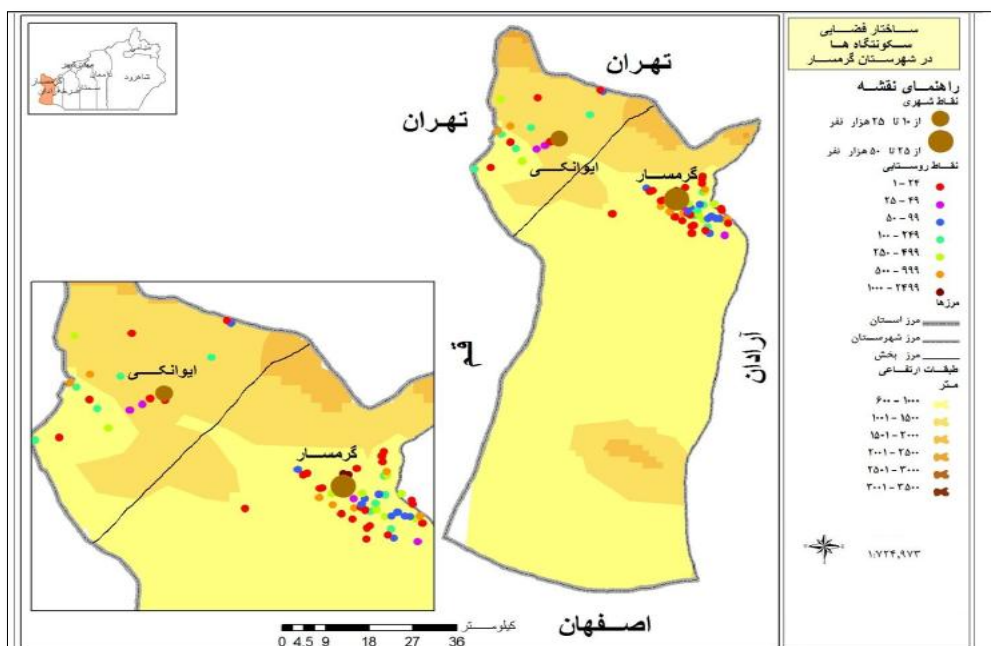 ساختار فضایی
سکونتگاه ها
در شهرستان گرمسار
راهنمای نقشه
نقاط شهری
از ۱۰ تا ۲۵ هزار نفر
از ۲۵ تا ۵۰ هزار نفر
نقاط روستایی
۱ - ۲۴
۲۵ - ۴۹
۵۰ - ۹۹
۱۰۰ - ۲۴۹
۲۵۰ - ۴۹۹
۵۰۰ - ۹۹۹
۱۰۰۰ - ۲۴۹۹
مرزها
مرز استان
مرز شهرستان
مرز بخش
طبقات ارتفاعی
متر
۶۰۰ - ۱۰۰۰
۱۰۰۱ - ۱۵۰۰
۱۵۰۱ - ۲۰۰۰
۲۰۰۱ - ۲۵۰۰
۲۵۰۱ - ۳۰۰۰
۳۰۰۱ - ۳۵۰۰
۱:۷۲۴,۹۷۳
تهران
تهران
ایوانکی
گرمسار
قم
آرادان
اصفهان
ایوانکی
گرمسار
کیلومتر
0 4.5 9 18 27 36
شاهرود
گرمسار
آرادان